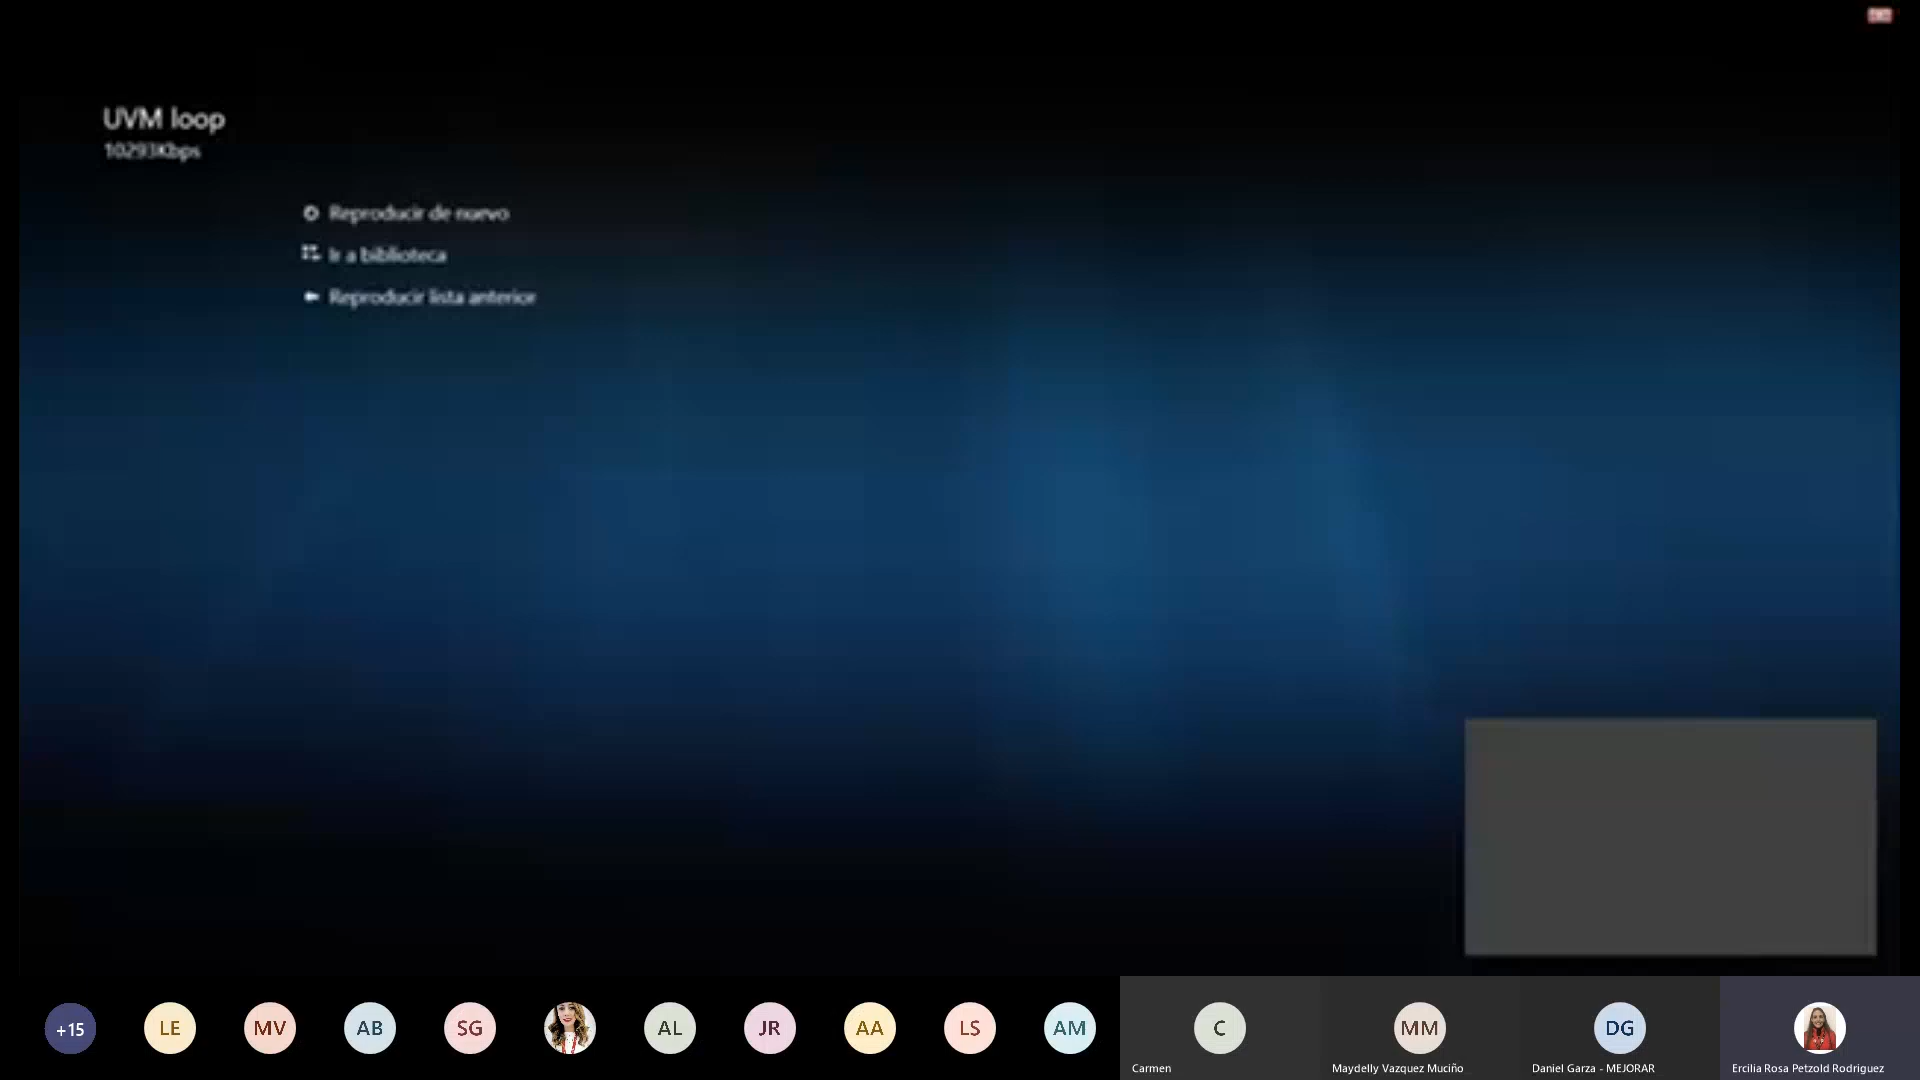 UVM loop
10293Kbps
Reproducir de nuevo
Ir a biblioteca
Reproducir lista anterior
+15
LE
MV
AB
SG
AL
JR
AA
LS
AM
C
MM
DG
Carmen
Maydelly Vazquez Muciño
Daniel Garza - MEJORAR
Ercilia Rosa Petzold Rodriguez